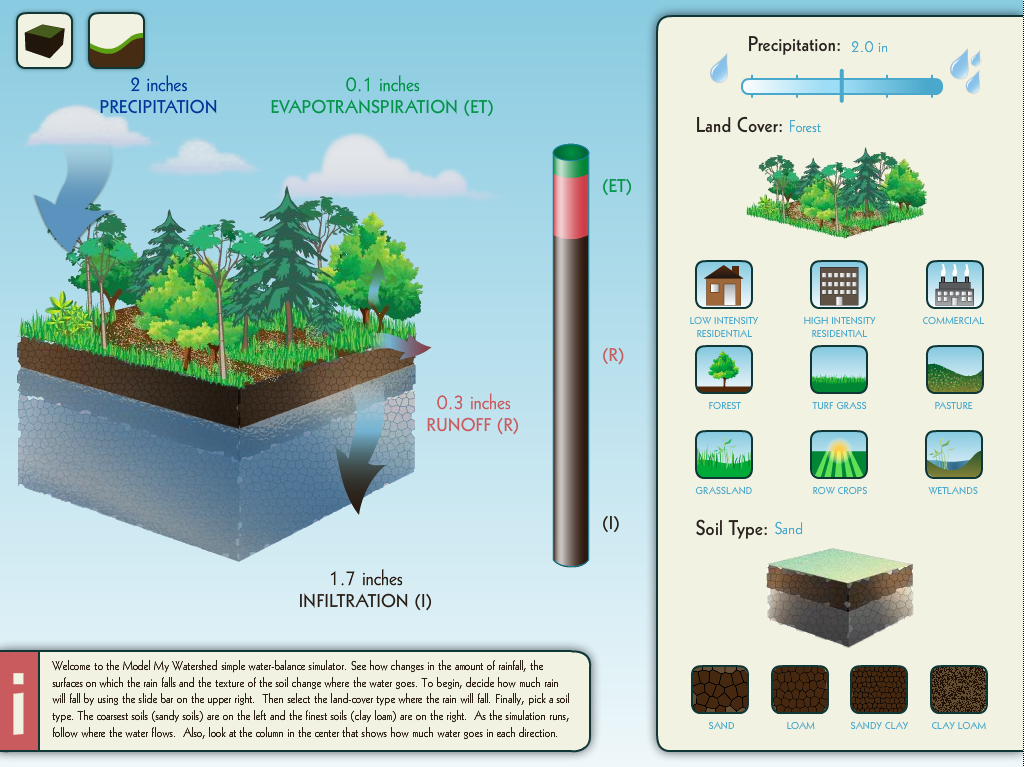 2 inches
PRECIPITATION
0.1 inches
EVAPOTRANSPIRATION (ET)
(ET)
(R)
0.3 inches
RUNOFF (R)
(I)
1.7 inches
INFILTRATION (I)
i
Welcome to the Model My Watershed simple water-balance simulator. See how changes in the amount of rainfall, the
surfaces on which the rain falls and the texture of the soil change where the water goes. To begin, decide how much rain
will fall by using the slide bar on the upper right. Then select the land-cover type where the rain will fall. Finally, pick a soil
type. The coarsest soils (sandy soils) are on the left and the finest soils (clay loam) are on the right. As the simulation runs,
follow where the water flows. Also, look at the column in the center that shows how much water goes in each direction.
Precipitation: 2.0 in
Land Cover: Forest
LOW INTENSITY
RESIDENTIAL
HIGH INTENSITY
RESIDENTIAL
COMMERCIAL
FOREST
TURF GRASS
PASTURE
GRASSLAND
ROW CROPS
WETLANDS
Soil Type: Sand
SAND
LOAM
SANDY CLAY
CLAY LOAM